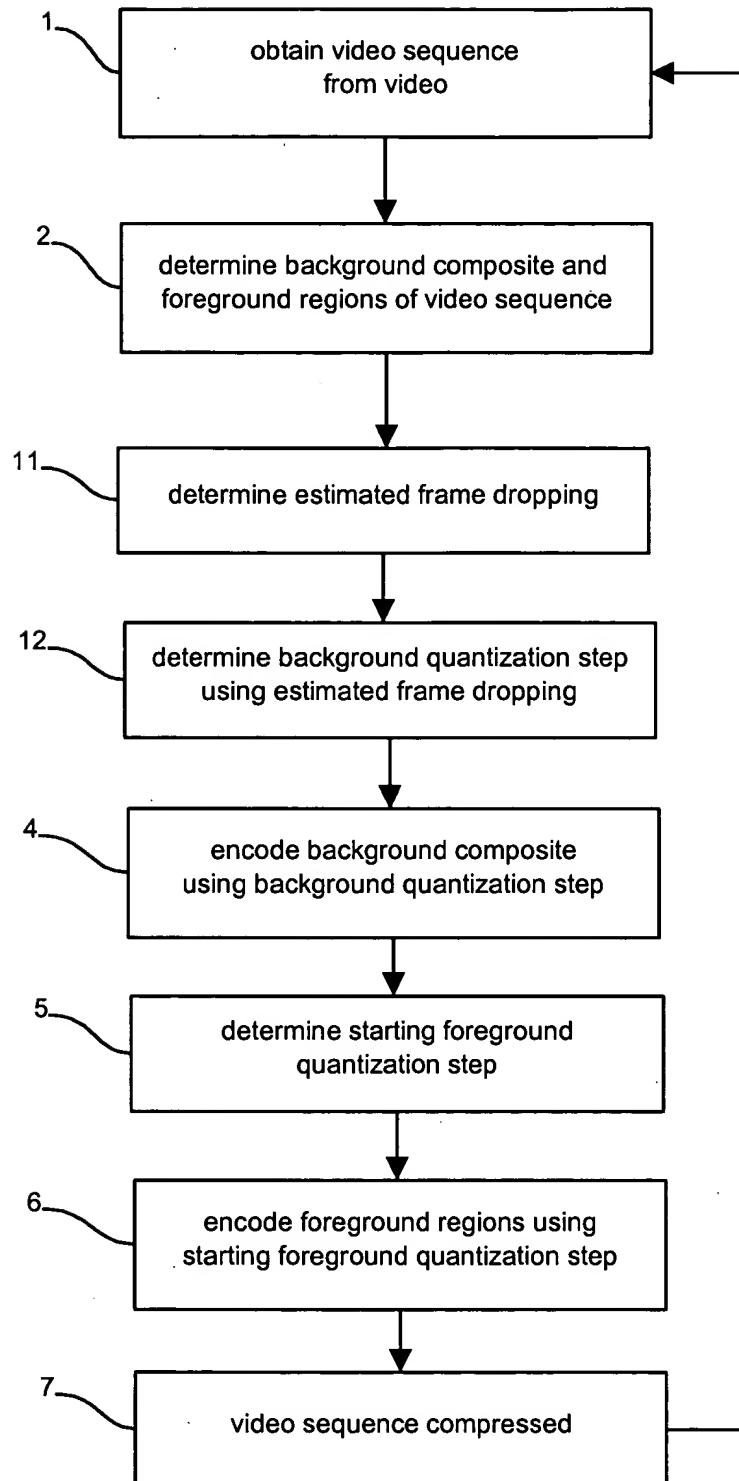 1
obtain video sequence
from video
2
determine background composite and
foreground regions of video sequence
11
determine estimated frame dropping
12
determine background quantization step
using estimated frame dropping
4
encode background composite
using background quantization step
5
determine starting foreground
quantization step
6
encode foreground regions using
starting foreground quantization step
7
video sequence compressed